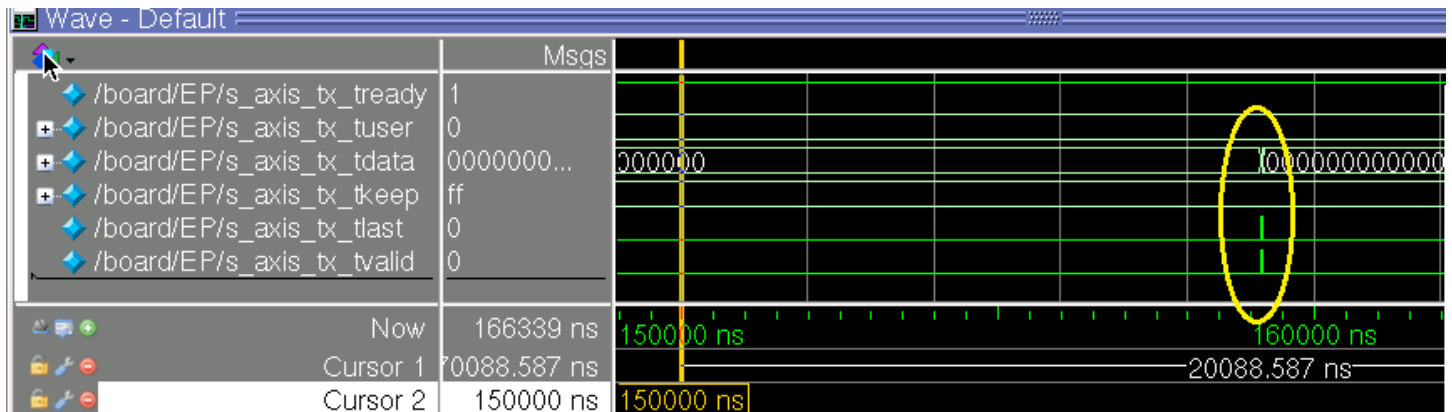 Wave - Default
Msgs
/board/EP/s_axis_tx_tready 1
/board/EP/s_axis_tx_tuser 0
/board/EP/s_axis_tx_tdata 0000000... 000000 0000000000000
/board/EP/s_axis_tx_tkeep ff
/board/EP/s_axis_tx_tlast 0
/board/EP/s_axis_tx_tvalid 0
Now 166339 ns 150000 ns 160000 ns
Cursor 1 70088.587 ns 20088.587 ns
Cursor 2 150000 ns 150000 ns